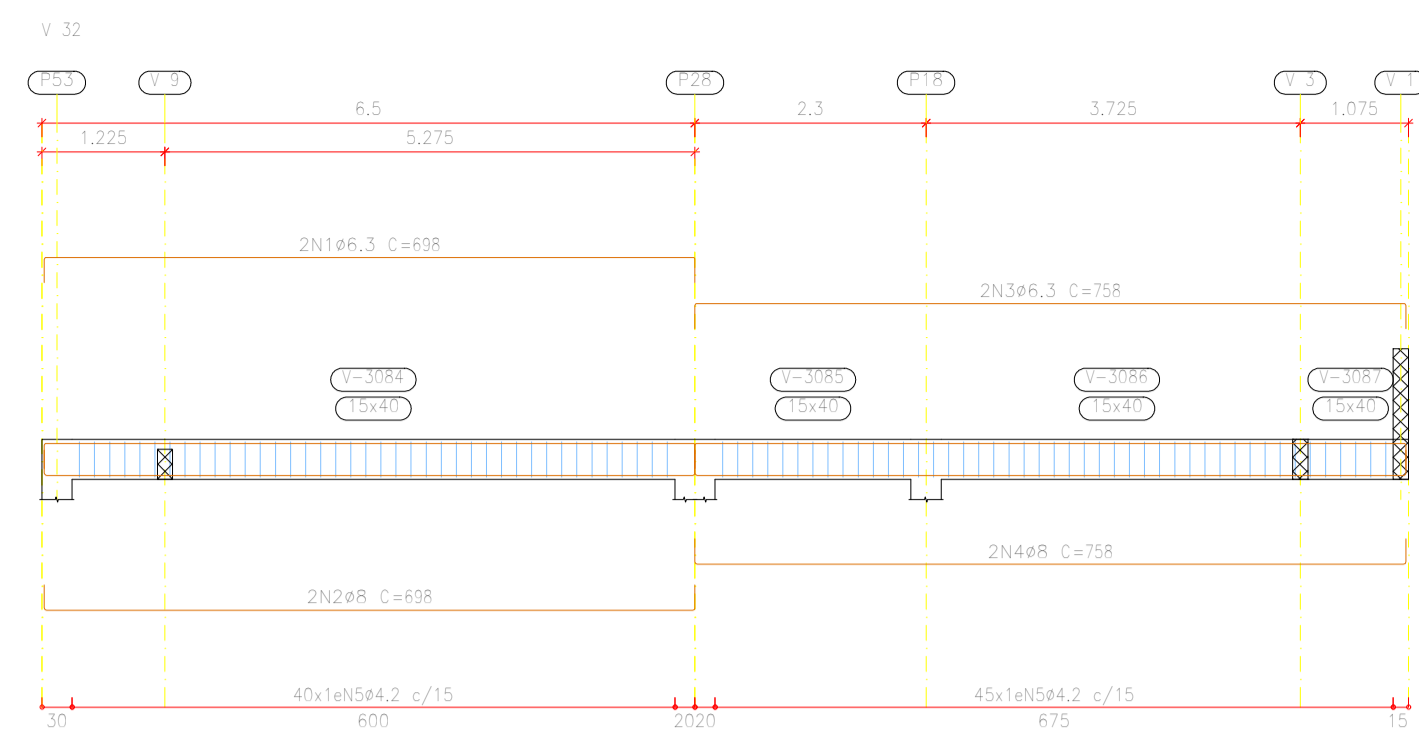 V 32
P53 V 9 P28 P18 V 3 V 1
6.5 2.3 3.725 1.075
1.225 5.275
2N1ø6.3 C=698
2N3ø6.3 C=758
V-3084 V-3085 V-3086 V-3087
15x40 15x40 15x40 15x40
2N4ø8 C=758
2N2ø8 C=698
40x1eN5ø4.2 c/15 45x1eN5ø4.2 c/15
30 600 2020 675 15